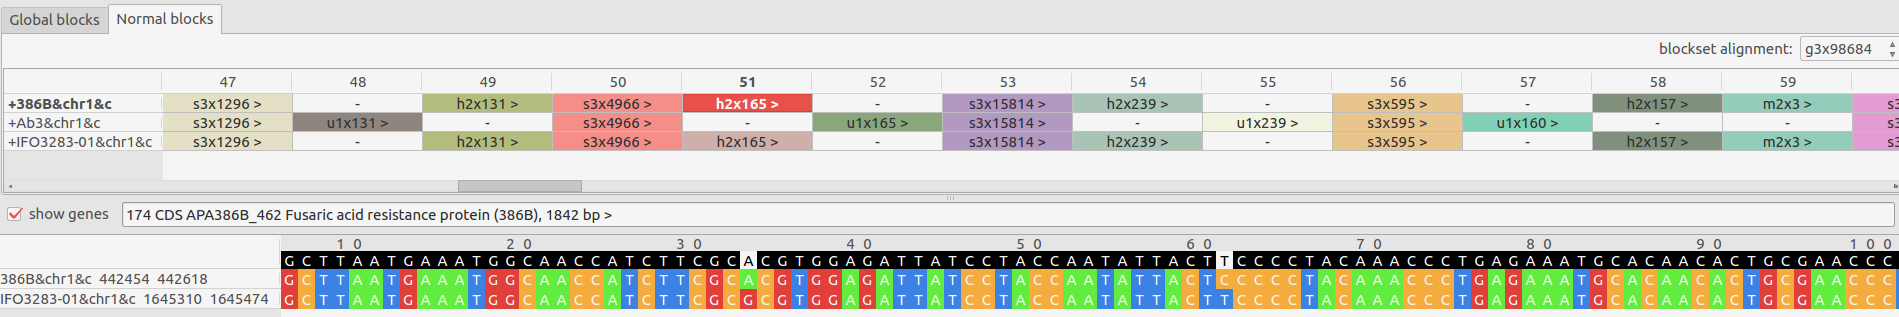 Global blocks Normal blocks
blockset alignment: g3x98684
47 48 49 50 51 52 53 54 55 56 57 58 59
+386B&chr1&c s3x1296 > - h2x131 > s3x4966 > h2x165 > - s3x15814 > h2x239 > - s3x595 > - h2x157 > m2x3 > s3
+Ab3&chr1&c s3x1296 > u1x131 > - s3x4966 > - u1x165 > s3x15814 > - u1x239 > s3x595 > u1x160 > - - s3
+IFO3283-01&chr1&c s3x1296 > - h2x131 > s3x4966 > h2x165 > - s3x15814 > h2x239 > - s3x595 > - h2x157 > m2x3 > s3
show genes 174 CDS APA386B_462 Fusaric acid resistance protein (386B), 1842 bp >
10 20 30 40 50 60 70 80 90 100
GCTTAATGAAATGGCAACCATCTTCGCACGTGGAGATTATCCTACCAATATTACTTCCCCTACAAACCCTGAGAAATGCACAACACTGCGAACCC
386B&chr1&c 442454 442618 GCTTAATGAAATGGCAACCATCTTCGCACGTGGAGATTATCCTACCAATATTACTCCCCCTACAAACCCTGAGAAATGCACAACACTGCGAACCC
IFO3283-01&chr1&c 1645310 1645474 GCTTAATGAAATGGCAACCATCTTCGCGCGTGGAGATTATCCTACCAATATTACTTCCCCTACAAACCCTGAGAAATGCACAACACTGCGAACCC